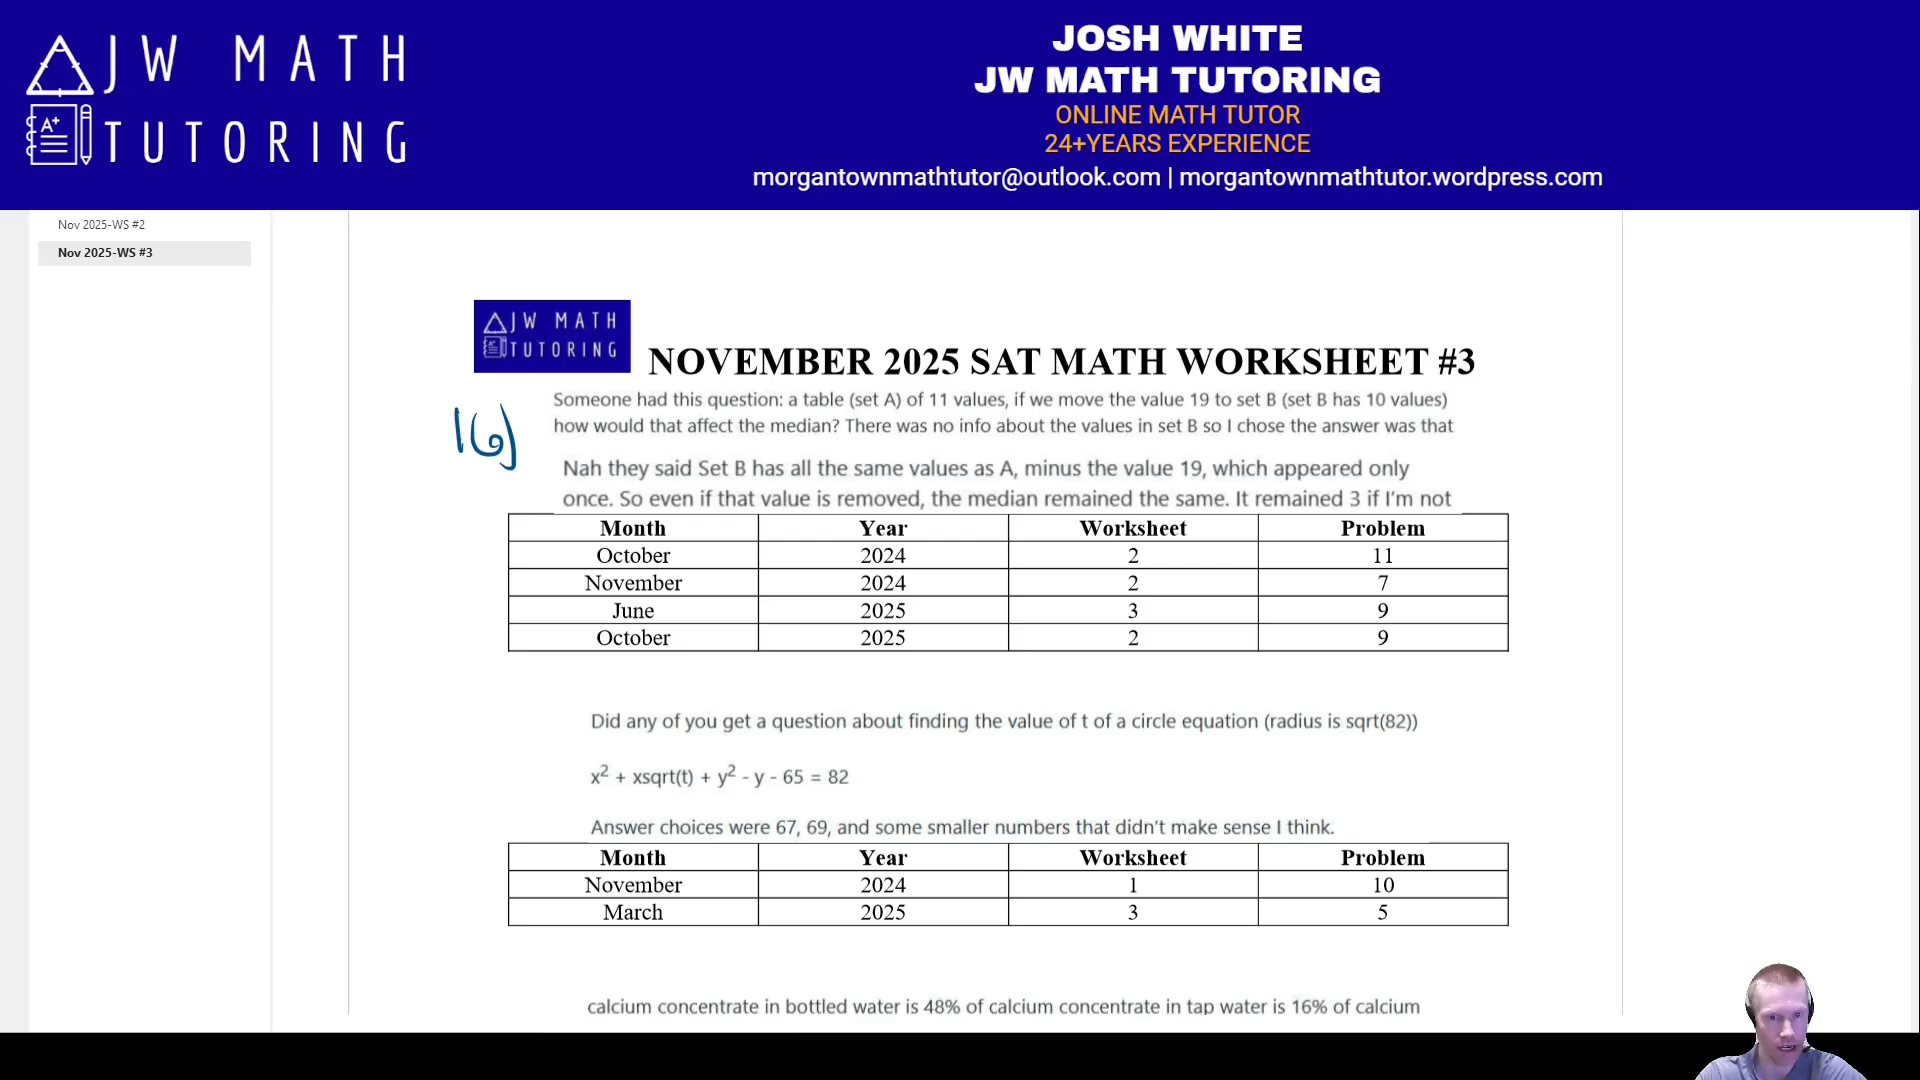 JW MATH
TUTORING
A+
JOSH WHITE
JW MATH TUTORING
ONLINE MATH TUTOR
24+YEARS EXPERIENCE
morgantownmathtutor@outlook.com | morgantownmathtutor.wordpress.com
Nov 2025-WS #2
Nov 2025-WS #3
JW MATH
TUTORING
NOVEMBER 2025 SAT MATH WORKSHEET #3
16)
Someone had this question: a table (set A) of 11 values, if we move the value 19 to set B (set B has 10 values)
how would that affect the median? There was no info about the values in set B so I chose the answer was that
Nah they said Set B has all the same values as A, minus the value 19, which appeared only
once. So even if that value is removed, the median remained the same. It remained 3 if I'm not
Month Year Worksheet Problem
October 2024 2 11
November 2024 2 7
June 2025 3 9
October 2025 2 9
Did any of you get a question about finding the value of t of a circle equation (radius is sqrt(82))
x² + xsqrt(t) + y² - y - 65 = 82
Answer choices were 67, 69, and some smaller numbers that didn't make sense I think.
Month Year Worksheet Problem
November 2024 1 10
March 2025 3 5
calcium concentrate in bottled water is 48% of calcium concentrate in tap water is 16% of calcium